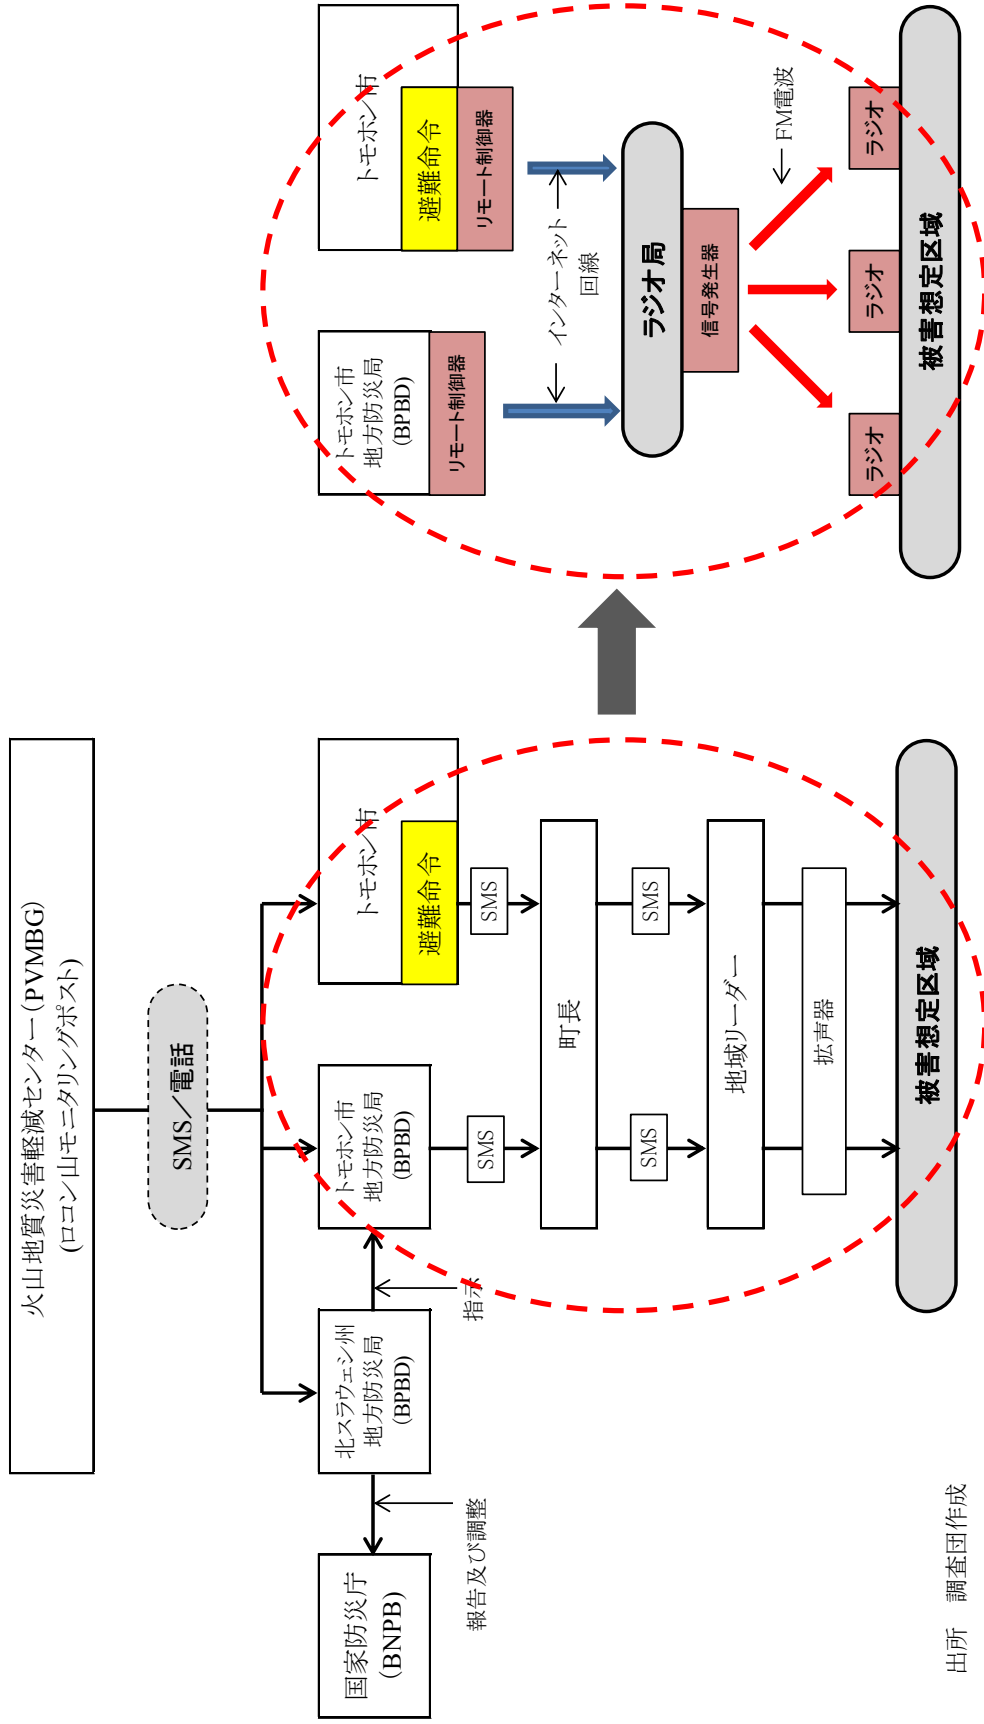 火山地質災害軽減センター(PVMBG)
(ロコン山モニタリングポスト)
SMS／電話
国家防災庁
(BNPB)
報告及び調整
北スラウェシ州
地方防災局
(BPBD)
指示
トモホン市
地方防災局
(BPBD)
トモホン市
避難命令
SMS
SMS
町長
SMS
SMS
地域リーダー
拡声器
被害想定区域
トモホン市
地方防災局
(BPBD)
リモート制御器
トモホン市
避難命令
リモート制御器
インターネット
回線
ラジオ局
信号発生器
FM電波
ラジオ
ラジオ
ラジオ
被害想定区域
出所　調査団作成